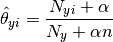 \hat{\theta}_{yi} = \frac{N_{yi} + \alpha}{N_y + \alpha n}